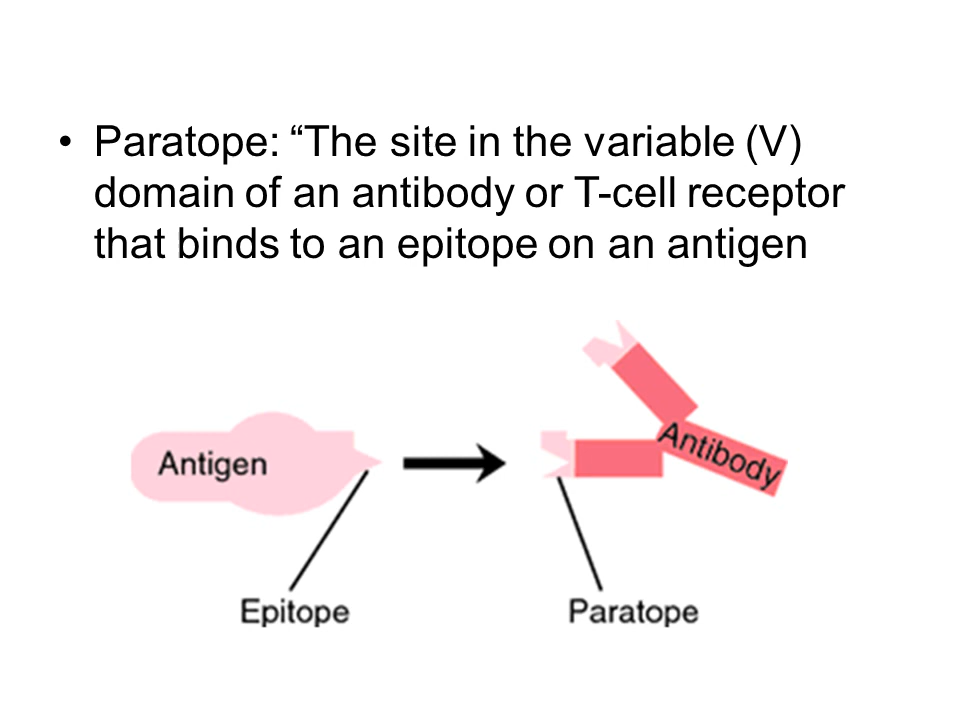 • Paratope: “The site in the variable (V)
domain of an antibody or T-cell receptor
that binds to an epitope on an antigen
Antigen
Antibody
Epitope
Paratope